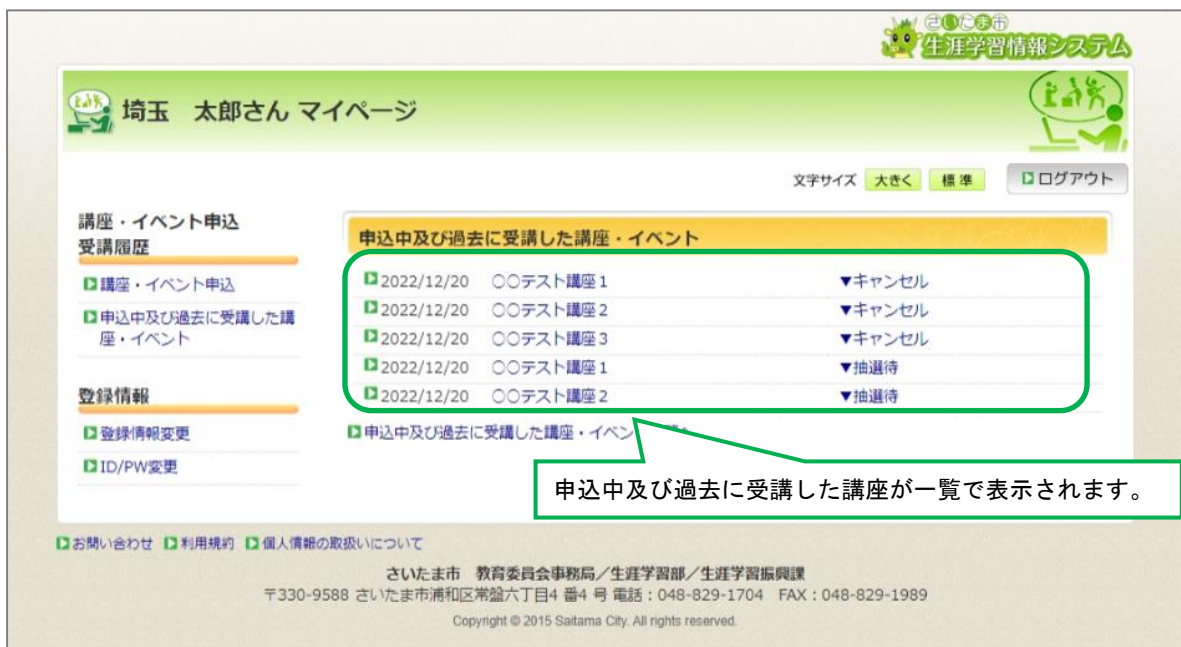 さいたま市
生涯学習情報システム
埼玉　太郎さん マイページ
文字サイズ 大きく 標準 ログアウト
講座・イベント申込
受講履歴
講座・イベント申込
申込中及び過去に受講した講
座・イベント
登録情報
登録情報変更
ID/PW変更
申込中及び過去に受講した講座・イベント
2022/12/20 〇〇テスト講座1 ▼キャンセル
2022/12/20 〇〇テスト講座2 ▼キャンセル
2022/12/20 〇〇テスト講座3 ▼キャンセル
2022/12/20 〇〇テスト講座1 ▼抽選待
2022/12/20 〇〇テスト講座2 ▼抽選待
申込中及び過去に受講した講座・イベン
申込中及び過去に受講した講座が一覧で表示されます。
お問い合わせ 利用規約 個人情報の取扱いについて
さいたま市　教育委員会事務局／生涯学習部／生涯学習振興課
〒330-9588 さいたま市浦和区常盤六丁目4 番4 号 電話：048-829-1704　FAX：048-829-1989
Copyright © 2015 Saitama City. All rights reserved.